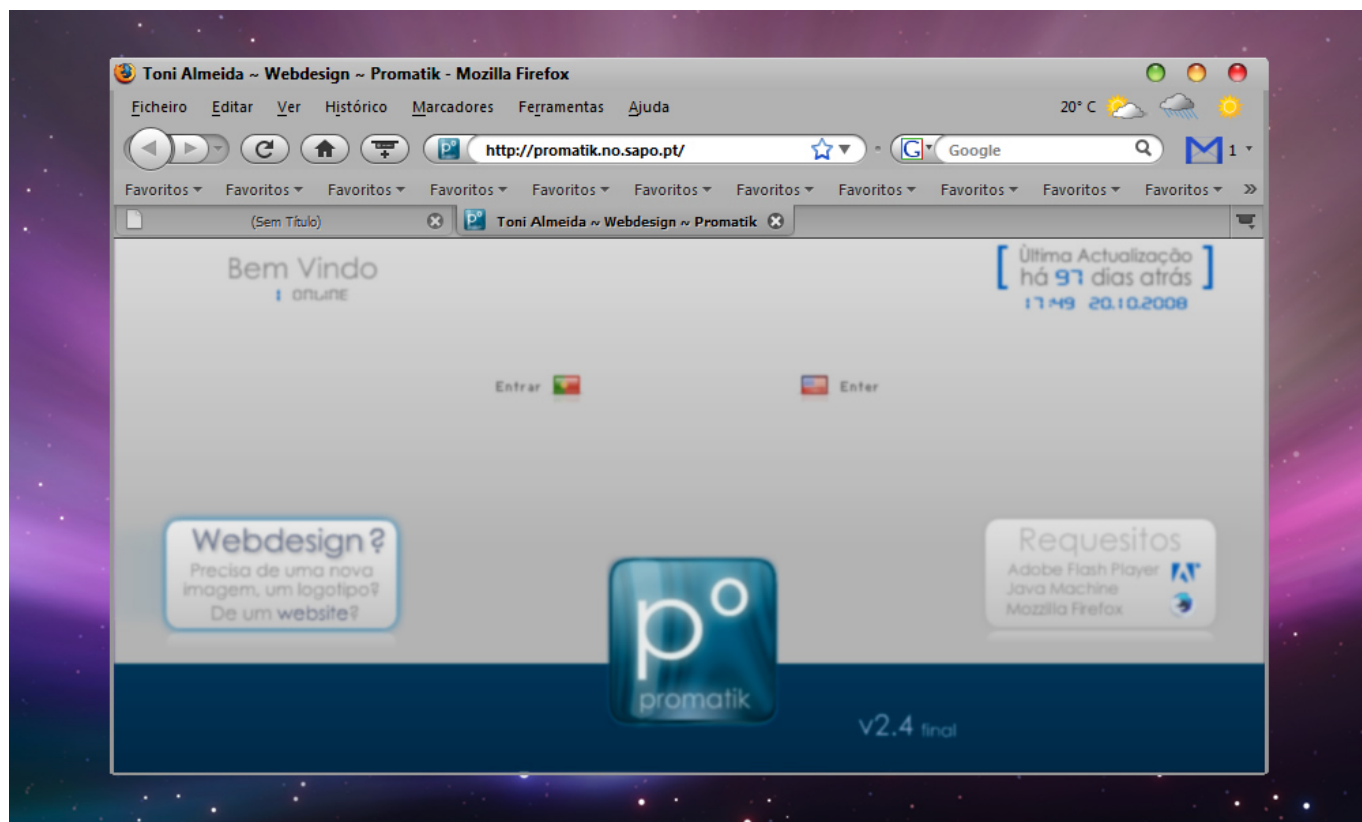 Toni Almeida ~ Webdesign ~ Promatik - Mozilla Firefox
Ficheiro Editar Ver Histórico Marcadores Ferramentas Ajuda 20° C
http://promatik.no.sapo.pt/ G Google 1
Favoritos Favoritos Favoritos Favoritos Favoritos Favoritos Favoritos Favoritos Favoritos Favoritos Favoritos »
(Sem Título) Toni Almeida ~ Webdesign ~ Promatik
Bem Vindo
1 ONLINE
Ùltima Actualização
há 97 dias atrás
17:49 20.10.2008
Entrar
Enter
Webdesign?
Precisa de uma nova
imagem, um logotipo?
De um website?
p°
promatik
v2.4 final
Requesitos
Adobe Flash Player
Java Machine
Mozzilla Firefox